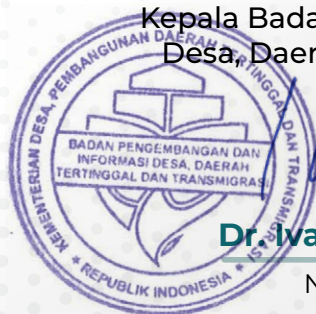 Kepala Bada
Desa, Daer
KEMENTERIAN DESA, PEMBANGUNAN DAERAH TERTINGGAL DAN TRANSMIGRASI
BADAN PENGEMBANGAN DAN
INFORMASI DESA, DAERAH
TERTINGGAL DAN TRANSMIGRASI
★ REPUBLIK INDONESIA ★
Dr. Iva
N